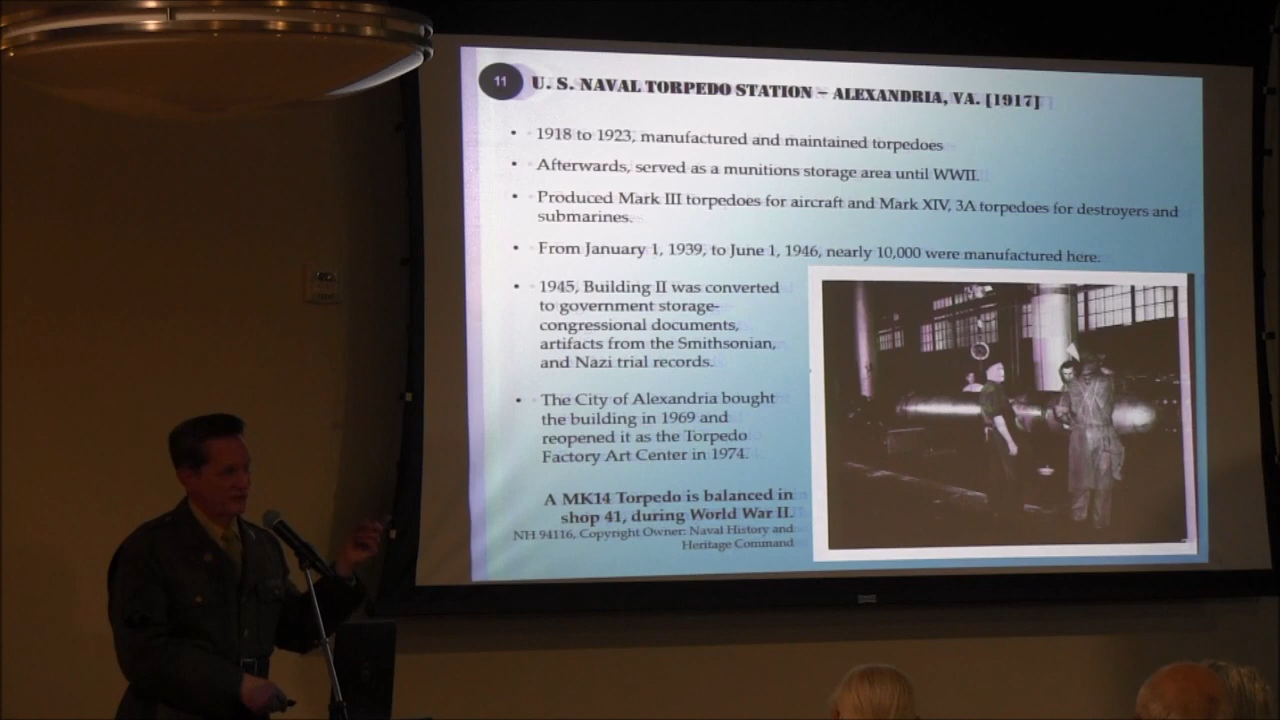 11
U. S. NAVAL TORPEDO STATION – ALEXANDRIA, VA. [1917]
• 1918 to 1923, manufactured and maintained torpedoes
• Afterwards, served as a munitions storage area until WWII.
• Produced Mark III torpedoes for aircraft and Mark XIV, 3A torpedoes for destroyers and
submarines.
• From January 1, 1939, to June 1, 1946, nearly 10,000 were manufactured here.
• 1945, Building II was converted
to government storage-
congressional documents,
artifacts from the Smithsonian,
and Nazi trial records.
• The City of Alexandria bought
the building in 1969 and
reopened it as the Torpedo
Factory Art Center in 1974.
A MK14 Torpedo is balanced in
shop 41, during World War II.
NH 94116, Copyright Owner: Naval History and
Heritage Command